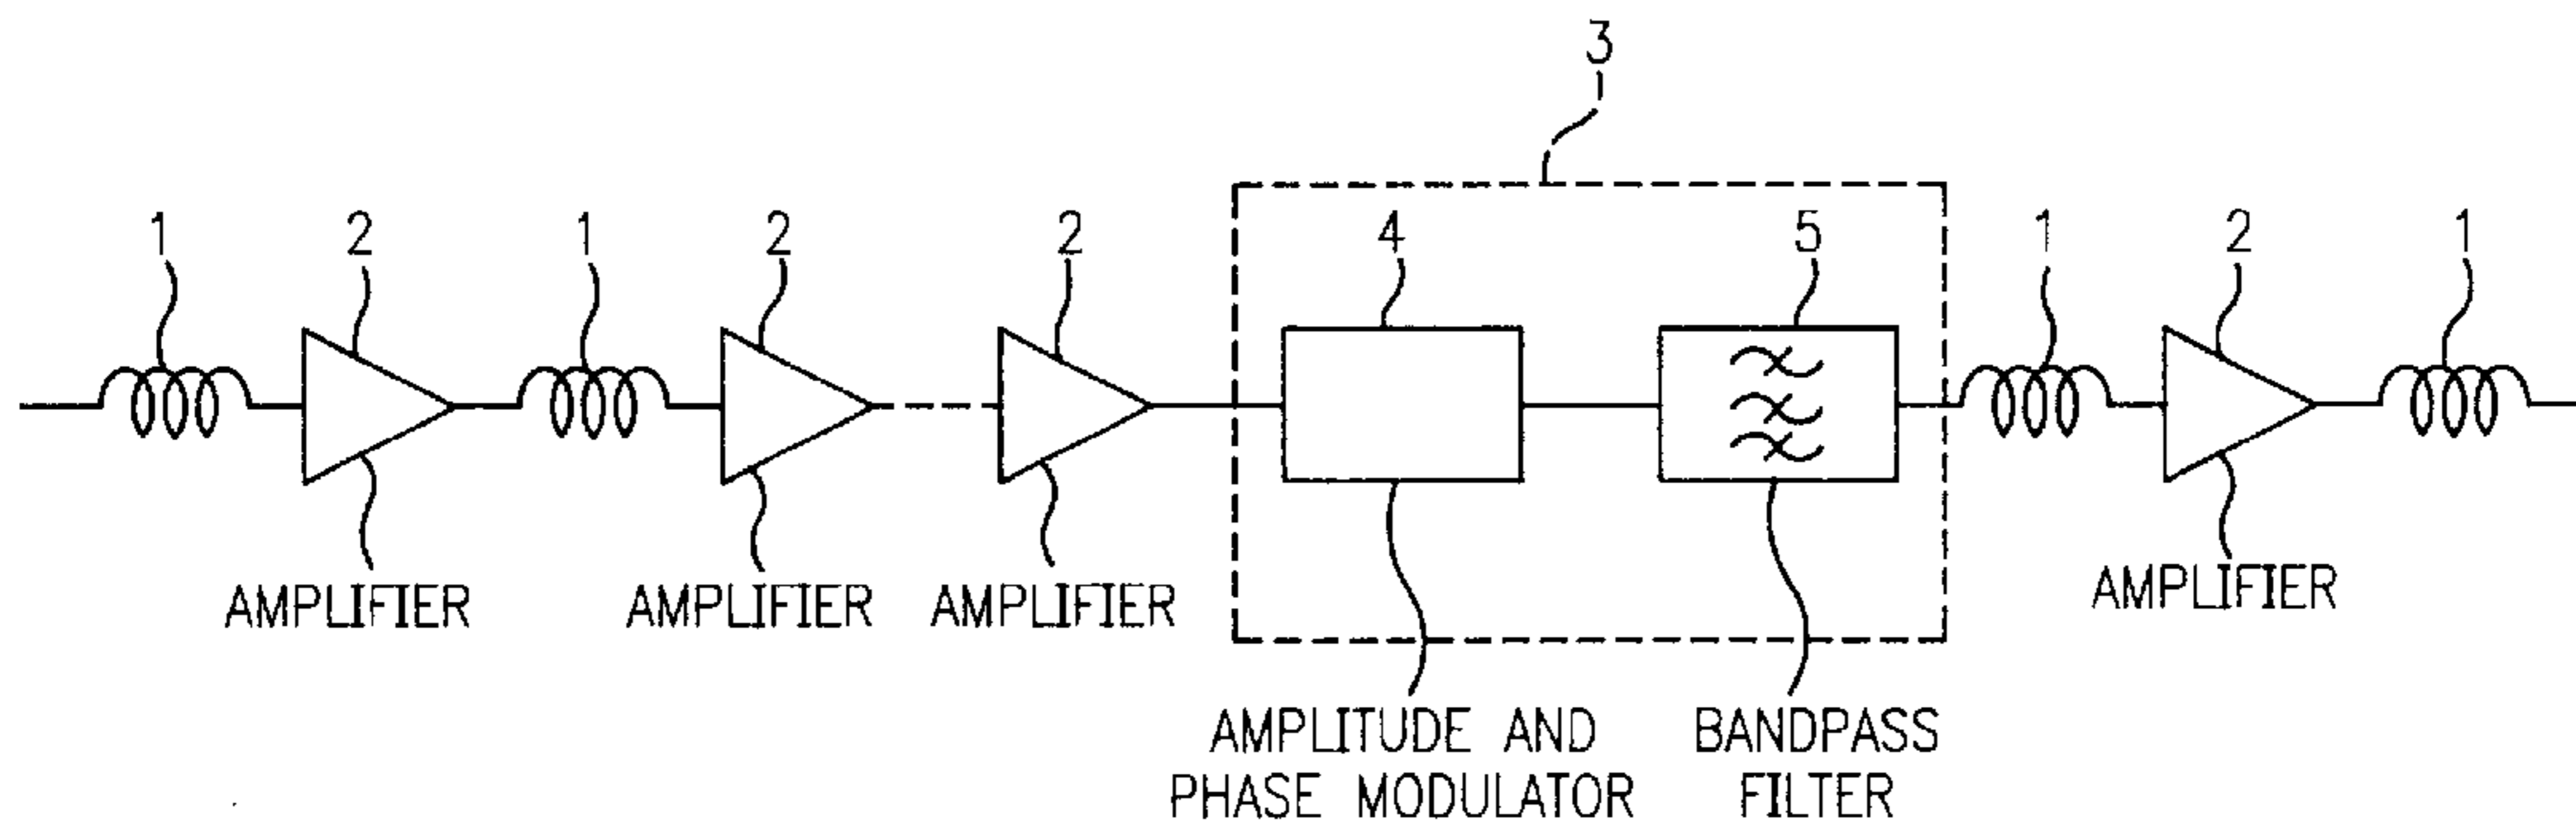 3
1 2 1 2 2 4 5 1 2 1
AMPLIFIER AMPLIFIER AMPLIFIER AMPLIFIER
AMPLITUDE AND
PHASE MODULATOR
BANDPASS
FILTER